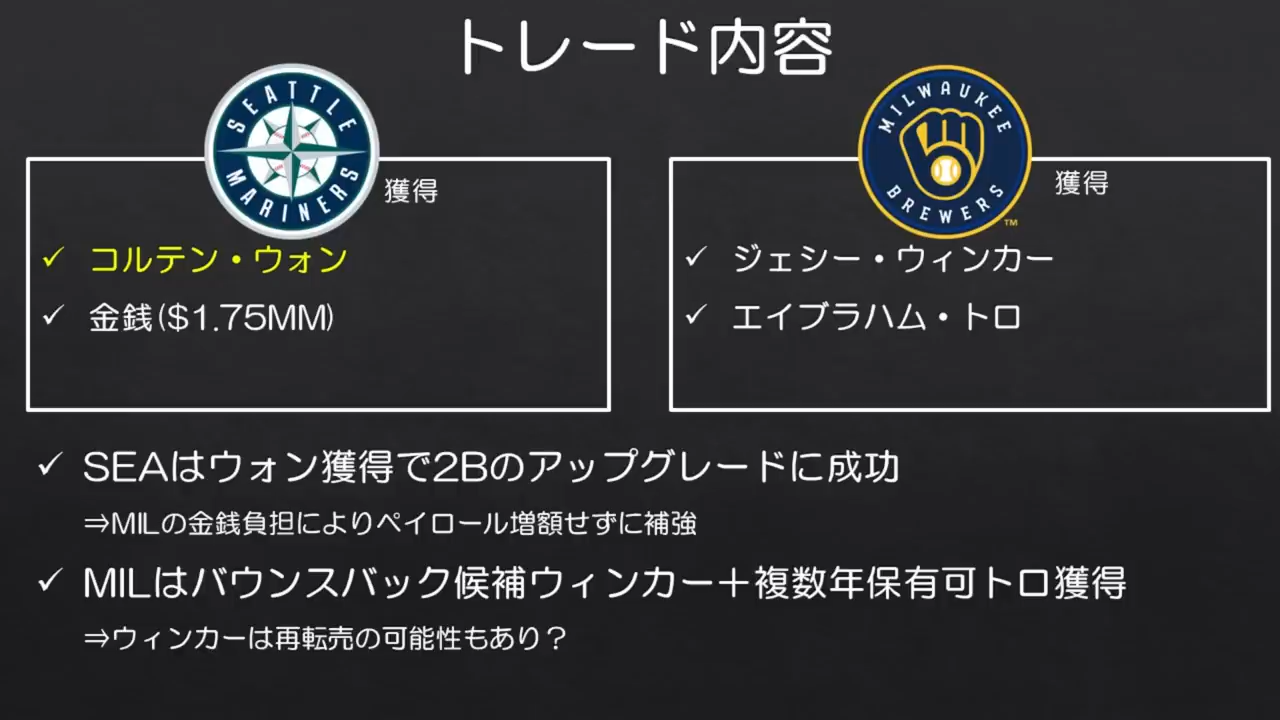 トレード内容
SEATTLE
MARINERS
獲得
✓ コルテン・ウォン
✓ 金銭($1.75MM)
MILWAUKEE
BREWERS
TM
獲得
✓ ジェシー・ウィンカー
✓ エイブラハム・トロ
✓ SEAはウォン獲得で2Bのアップグレードに成功
⇒MILの金銭負担によりペイロール増額せずに補強
✓ MILはバウンスバック候補ウィンカー＋複数年保有可トロ獲得
⇒ウィンカーは再転売の可能性もあり？